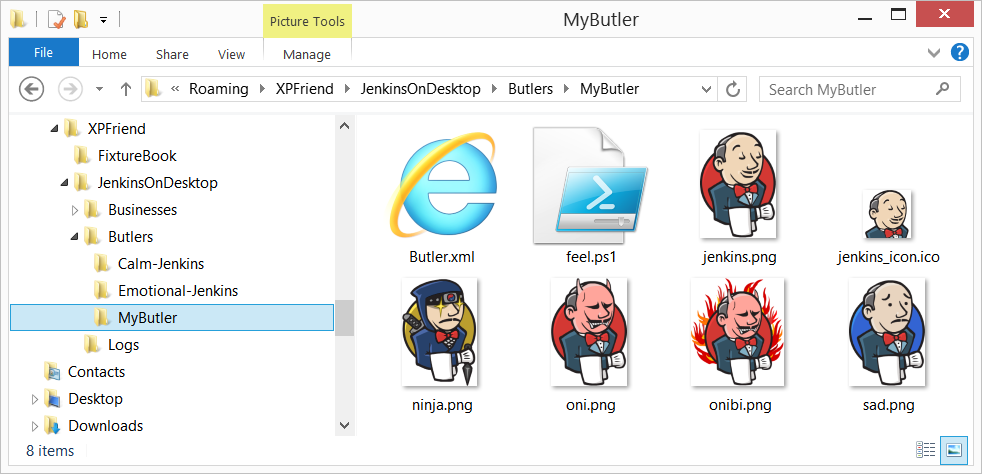 Picture Tools
MyButler
File Home Share View Manage
« Roaming XPFriend JenkinsOnDesktop Butlers MyButler
Search MyButler
XPFriend
FixtureBook
JenkinsOnDesktop
Businesses
Butlers
Calm-Jenkins
Emotional-Jenkins
MyButler
Logs
Contacts
Desktop
Downloads
Butler.xml feel.ps1 jenkins.png jenkins_icon.ico
ninja.png oni.png onibi.png sad.png
8 items